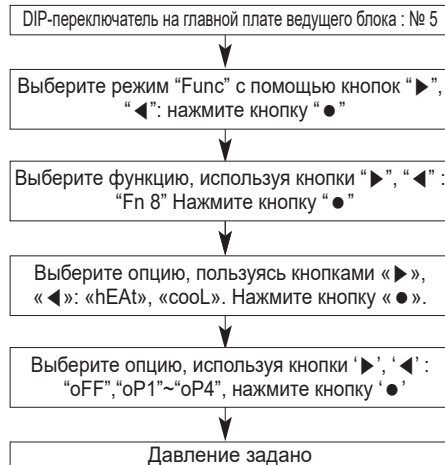 DIP-переключатель на главной плате ведущего блока : № 5
Выберите режим “Func” с помощью кнопок “▶”,
“◀”: нажмите кнопку “ ● ”
Выберите функцию, используя кнопки “▶”, “◀” :
“Fn 8” Нажмите кнопку “ ● ”
Выберите опцию, пользуясь кнопками «▶»,
«◀»: «hEAt», «cooL». Нажмите кнопку «●».
Выберите опцию, используя кнопки ‘▶’, ‘◀’ :
“oFF”,“oP1”~“oP4”, нажмите кнопку ‘ ● ’
Давление задано